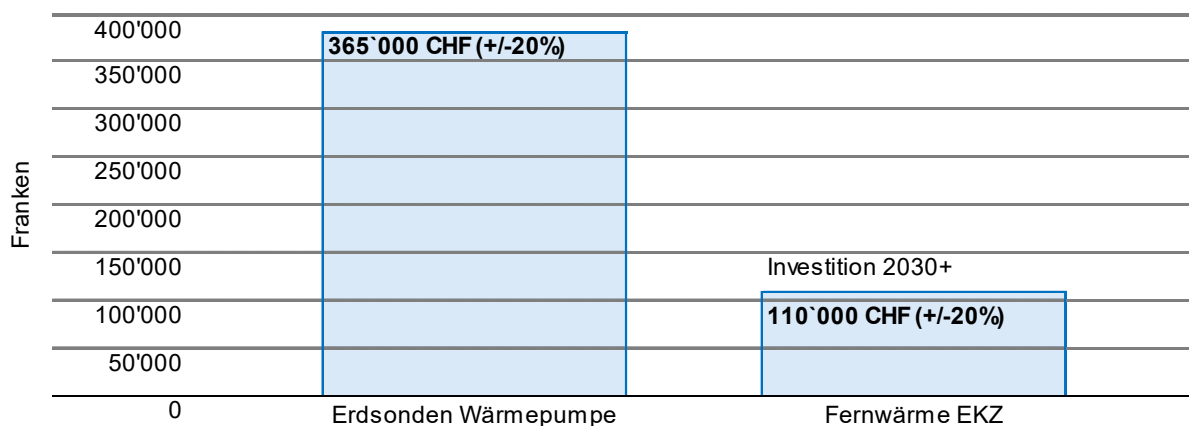 Franken
400'000
350'000
300'000
250'000
200'000
150'000
100'000
50'000
0
365`000 CHF (+/-20%)
Investition 2030+
110`000 CHF (+/-20%)
Erdsonden Wärmepumpe
Fernwärme EKZ